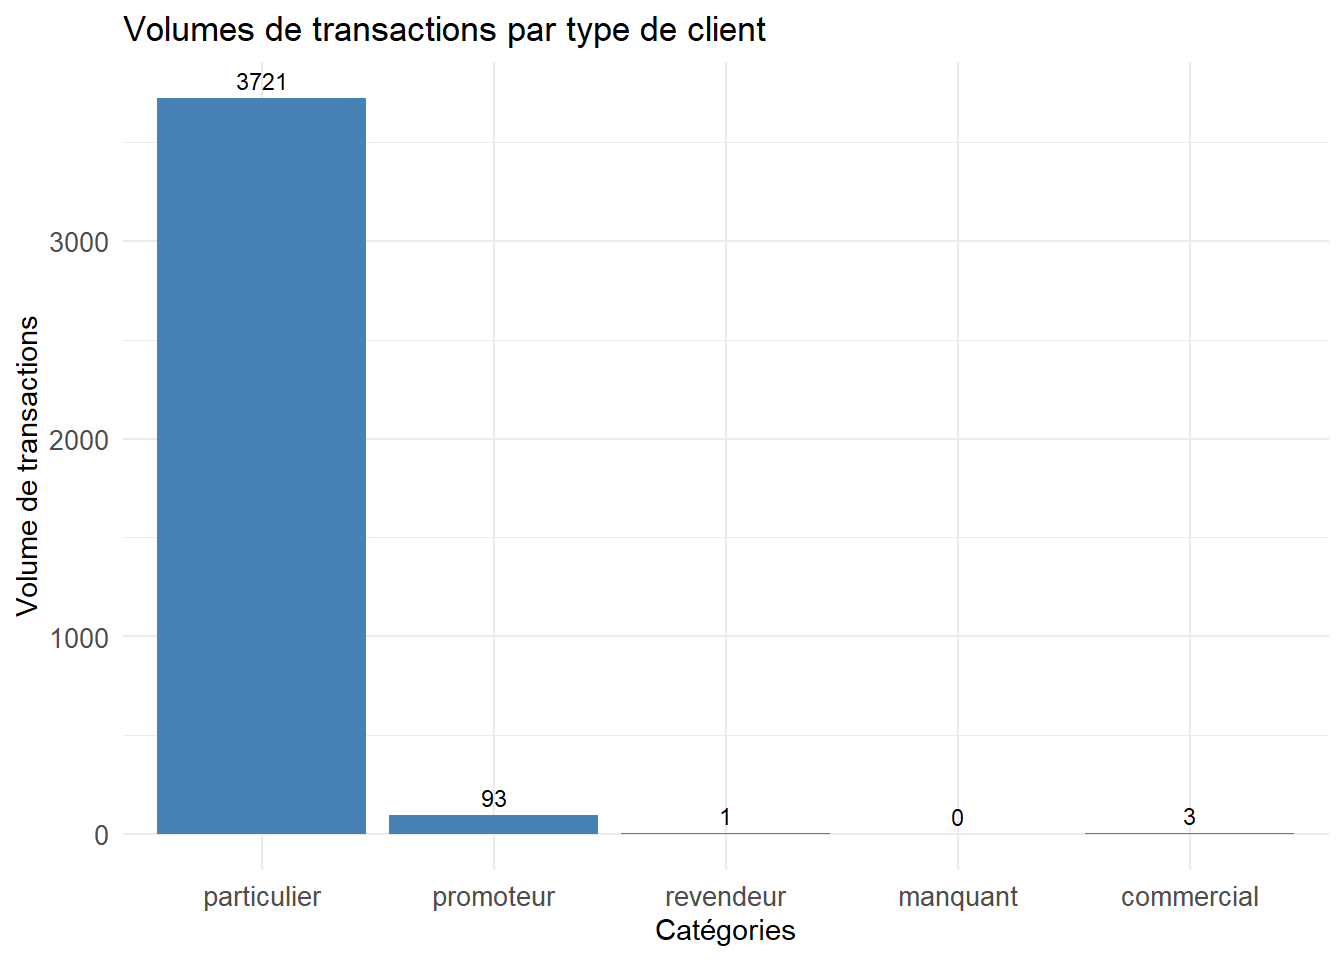 Volumes de transactions par type de client
3721
3000
2000
1000
0
93
1
0
3
Volume de transactions
particulier
promoteur
revendeur
manquant
commercial
Catégories